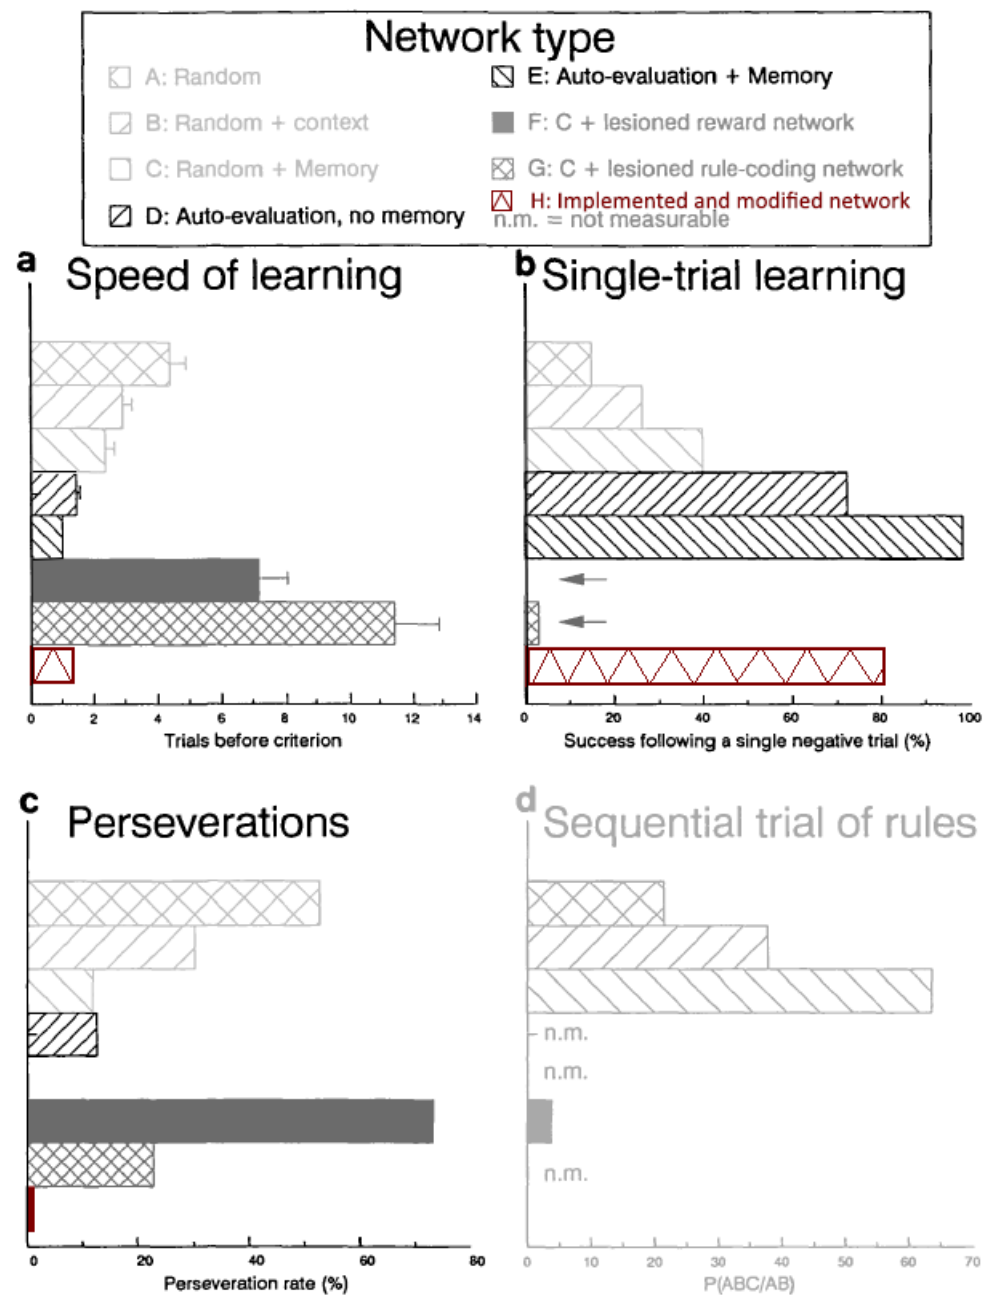 Network type
A: Random
B: Random + context
C: Random + Memory
D: Auto-evaluation, no memory
E: Auto-evaluation + Memory
F: C + lesioned reward network
G: C + lesioned rule-coding network
H: Implemented and modified network
n.m. = not measurable
a Speed of learning
0 2 4 6 8 10 12 14
Trials before criterion
b Single-trial learning
0 20 40 60 80 100
Success following a single negative trial (%)
c Perseverations
0 20 40 60 80
Perseveration rate (%)
d Sequential trial of rules
n.m.
n.m.
n.m.
0 10 20 30 40 50 60 70
P(ABC/AB)